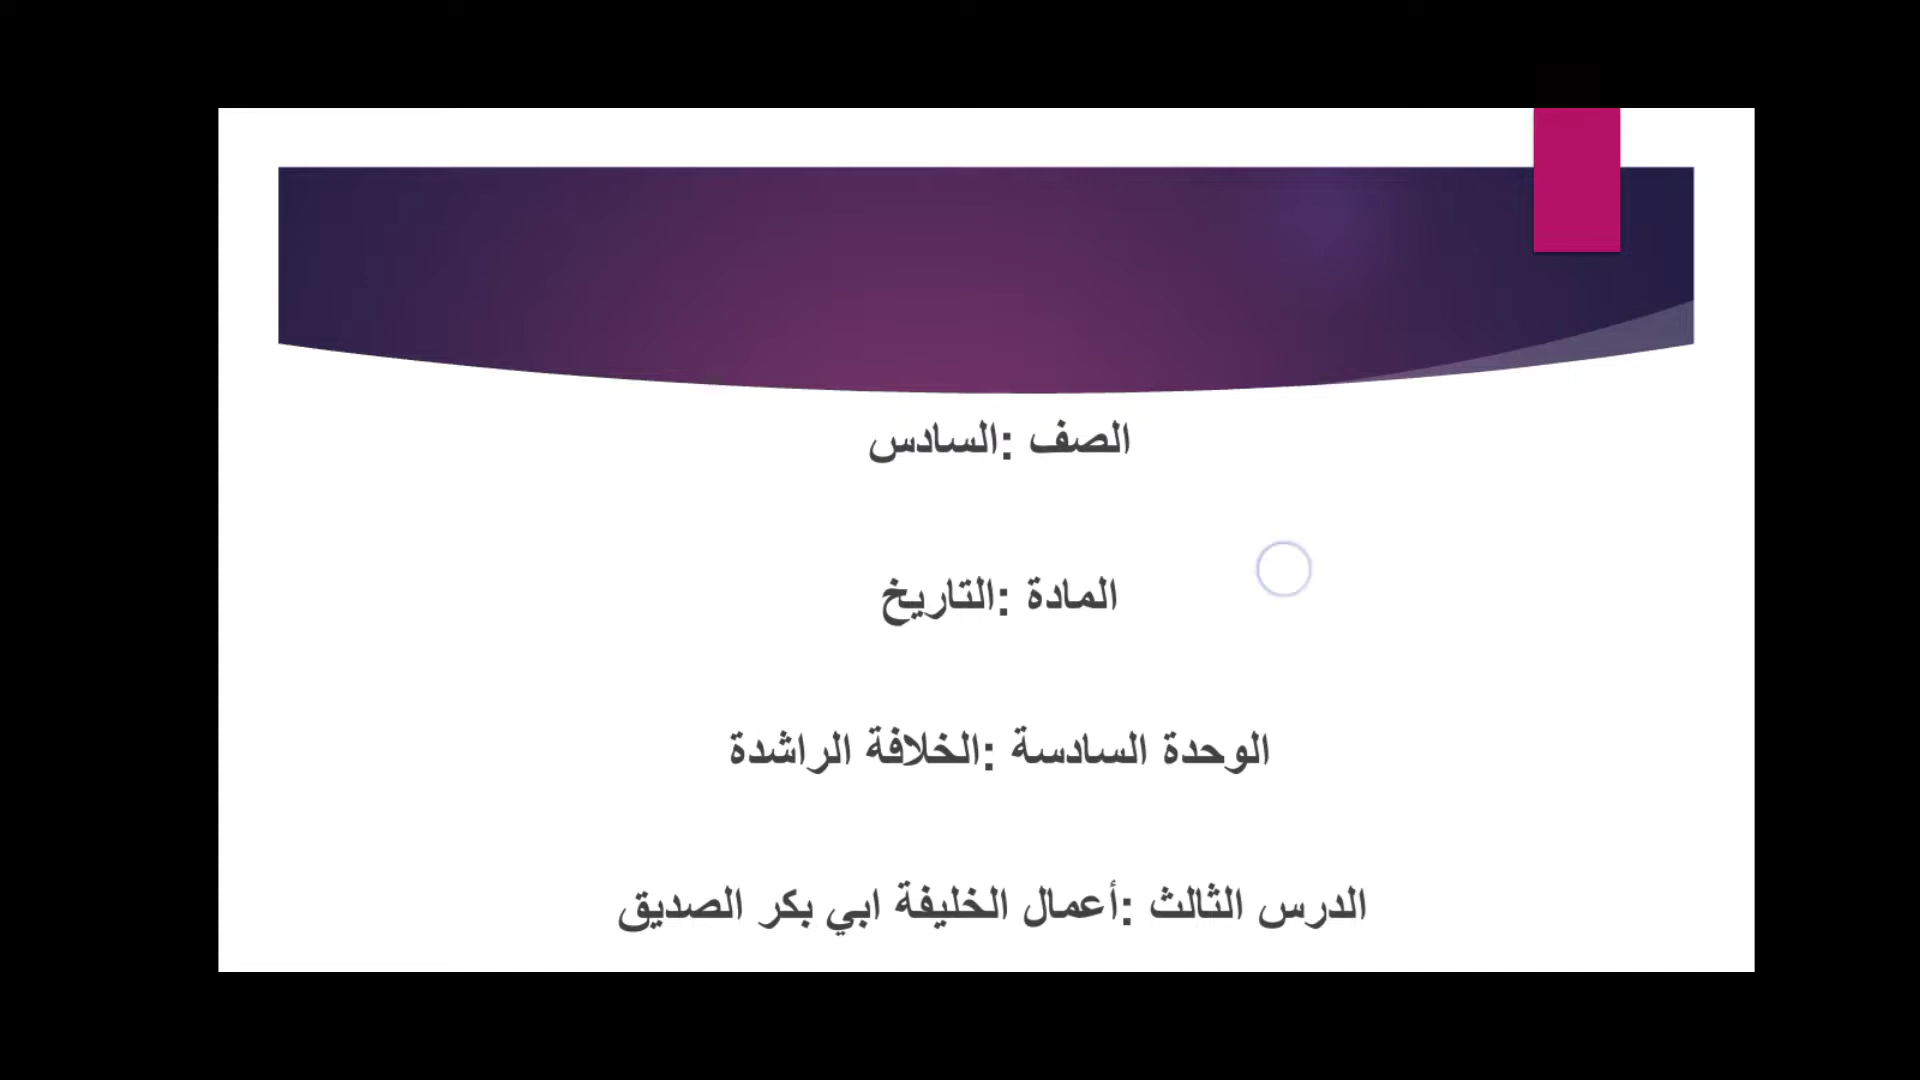 الصف :السادس
المادة :التاريخ
الوحدة السادسة :الخلافة الراشدة
الدرس الثالث :أعمال الخليفة ابي بكر الصديق